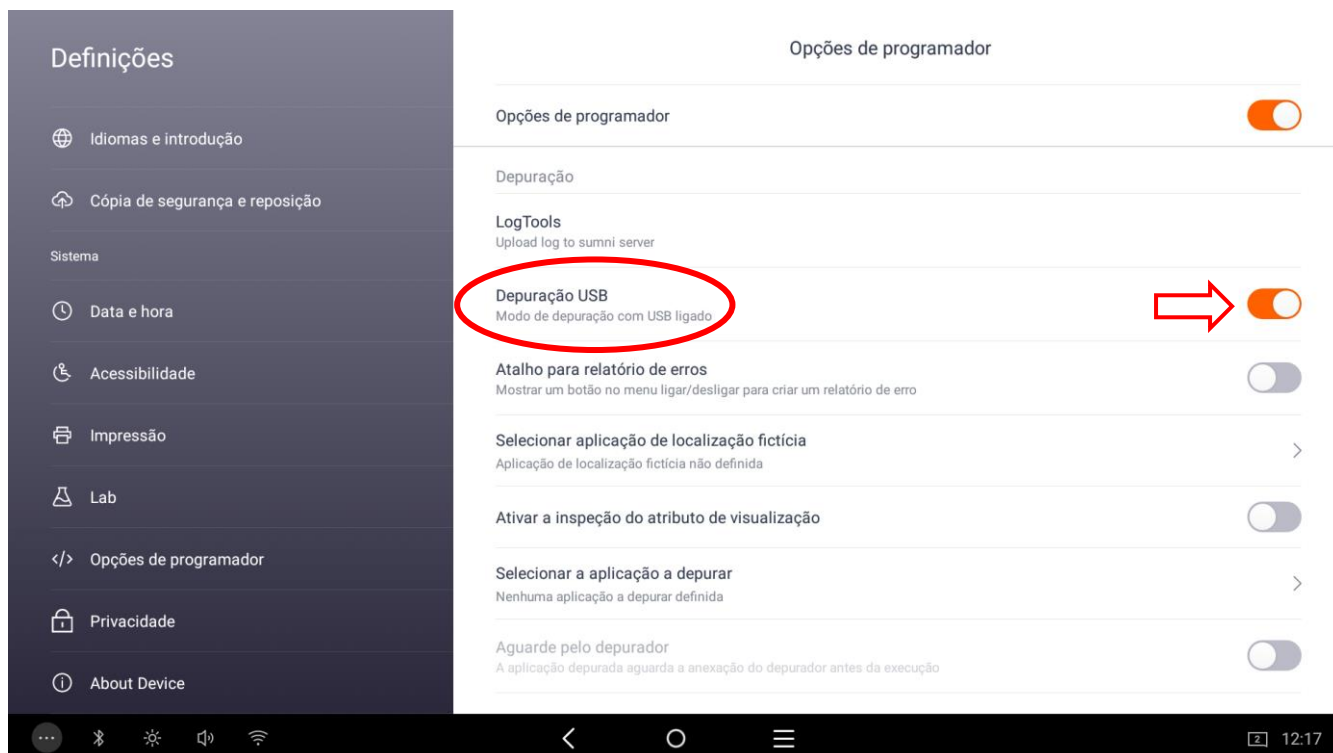 Definições
Idiomas e introdução
Cópia de segurança e reposição
Sistema
Data e hora
Acessibilidade
Impressão
Lab
</> Opções de programador
Privacidade
About Device
Opções de programador
Opções de programador
Depuração
LogTools
Upload log to sumni server
Depuração USB
Modo de depuração com USB ligado
Atalho para relatório de erros
Mostrar um botão no menu ligar/desligar para criar um relatório de erro
Selecionar aplicação de localização fictícia
Aplicação de localização fictícia não definida
Ativar a inspeção do atributo de visualização
Selecionar a aplicação a depurar
Nenhuma aplicação a depurar definida
Aguarde pelo depurador
A aplicação depurada aguarda a anexação do depurador antes da execução
2 12:17